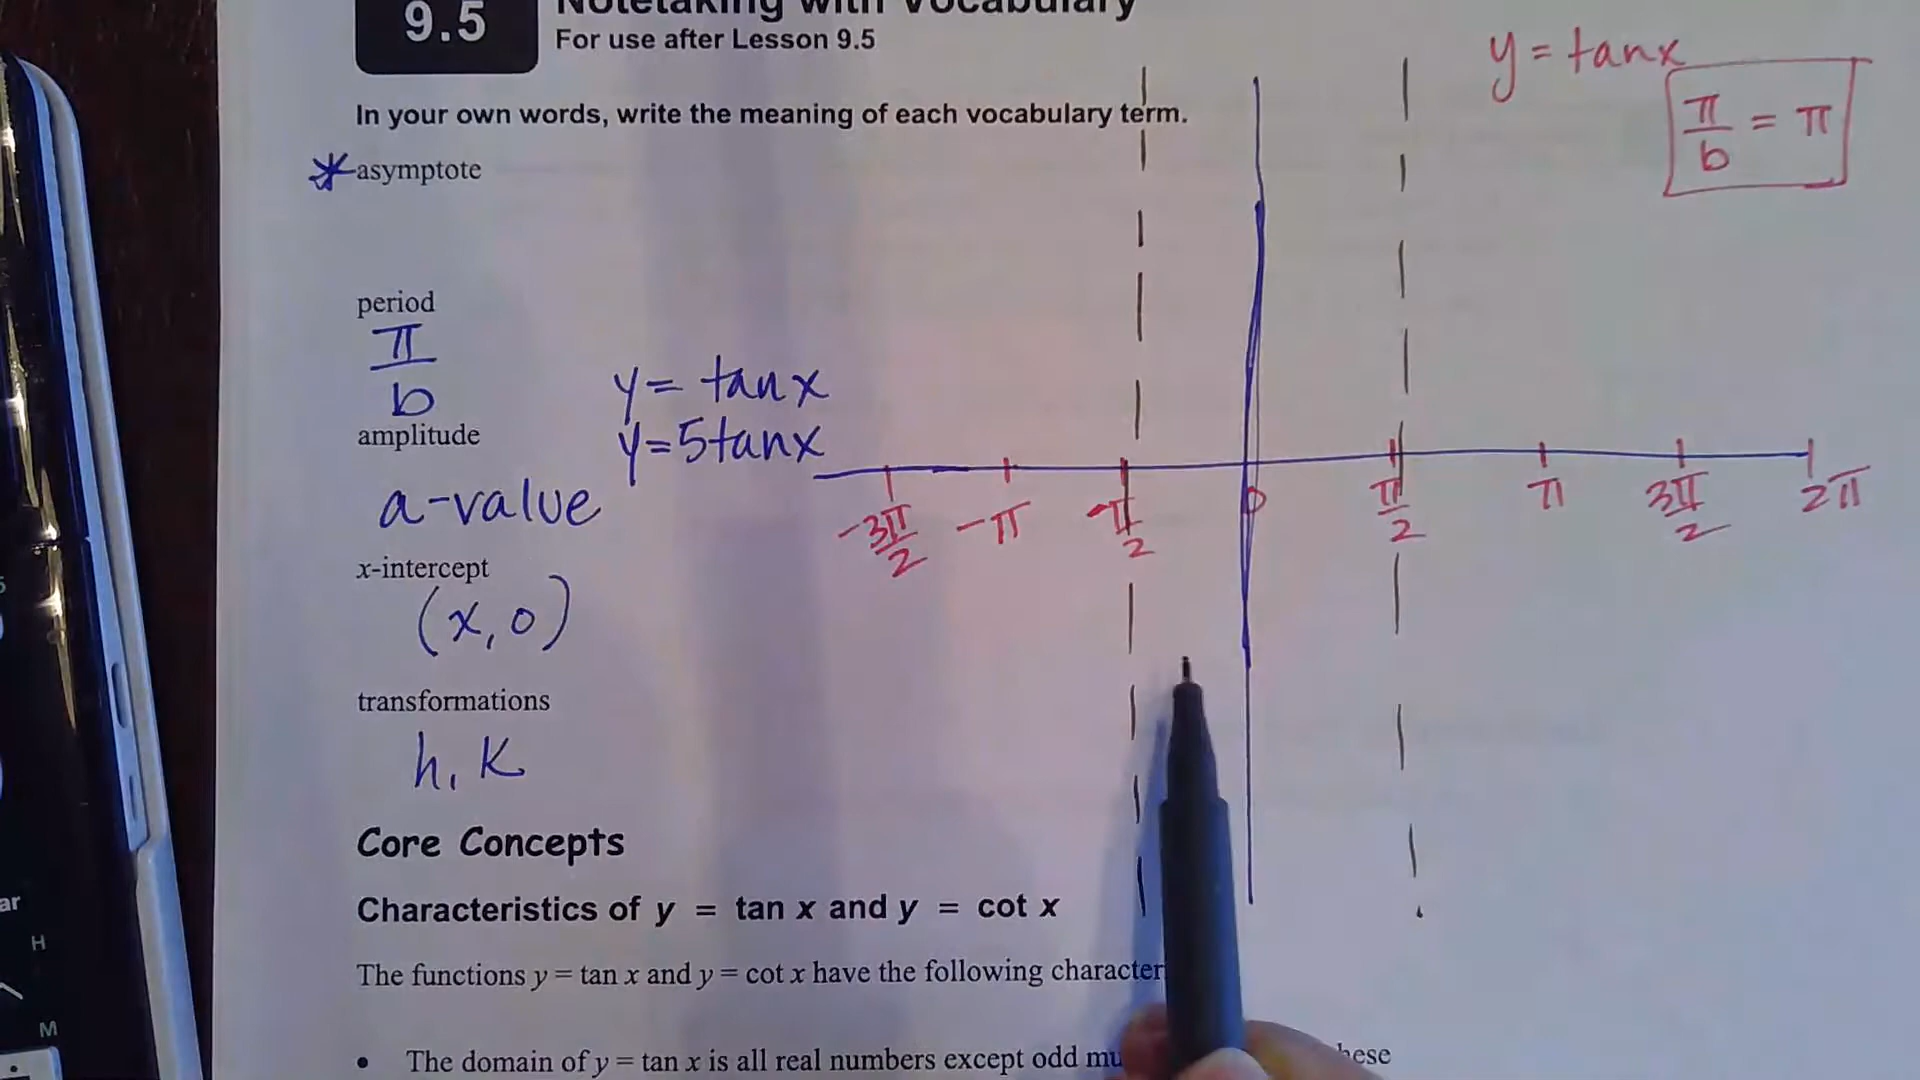 9.5
Notetaking with Vocabulary
For use after Lesson 9.5
y = tanx
π/b = π
In your own words, write the meaning of each vocabulary term.
asymptote
period
π/b
y = tanx
amplitude
y=5tanx
a-value
-3π/2 -π -π/2 0 π/2 π 3π/2 2π
x-intercept
(x,0)
transformations
h, K
Core Concepts
Characteristics of y = tan x and y = cot x
The functions y = tan x and y = cot x have the following
• The domain of y = tan x is all real numbers except odd
H
M